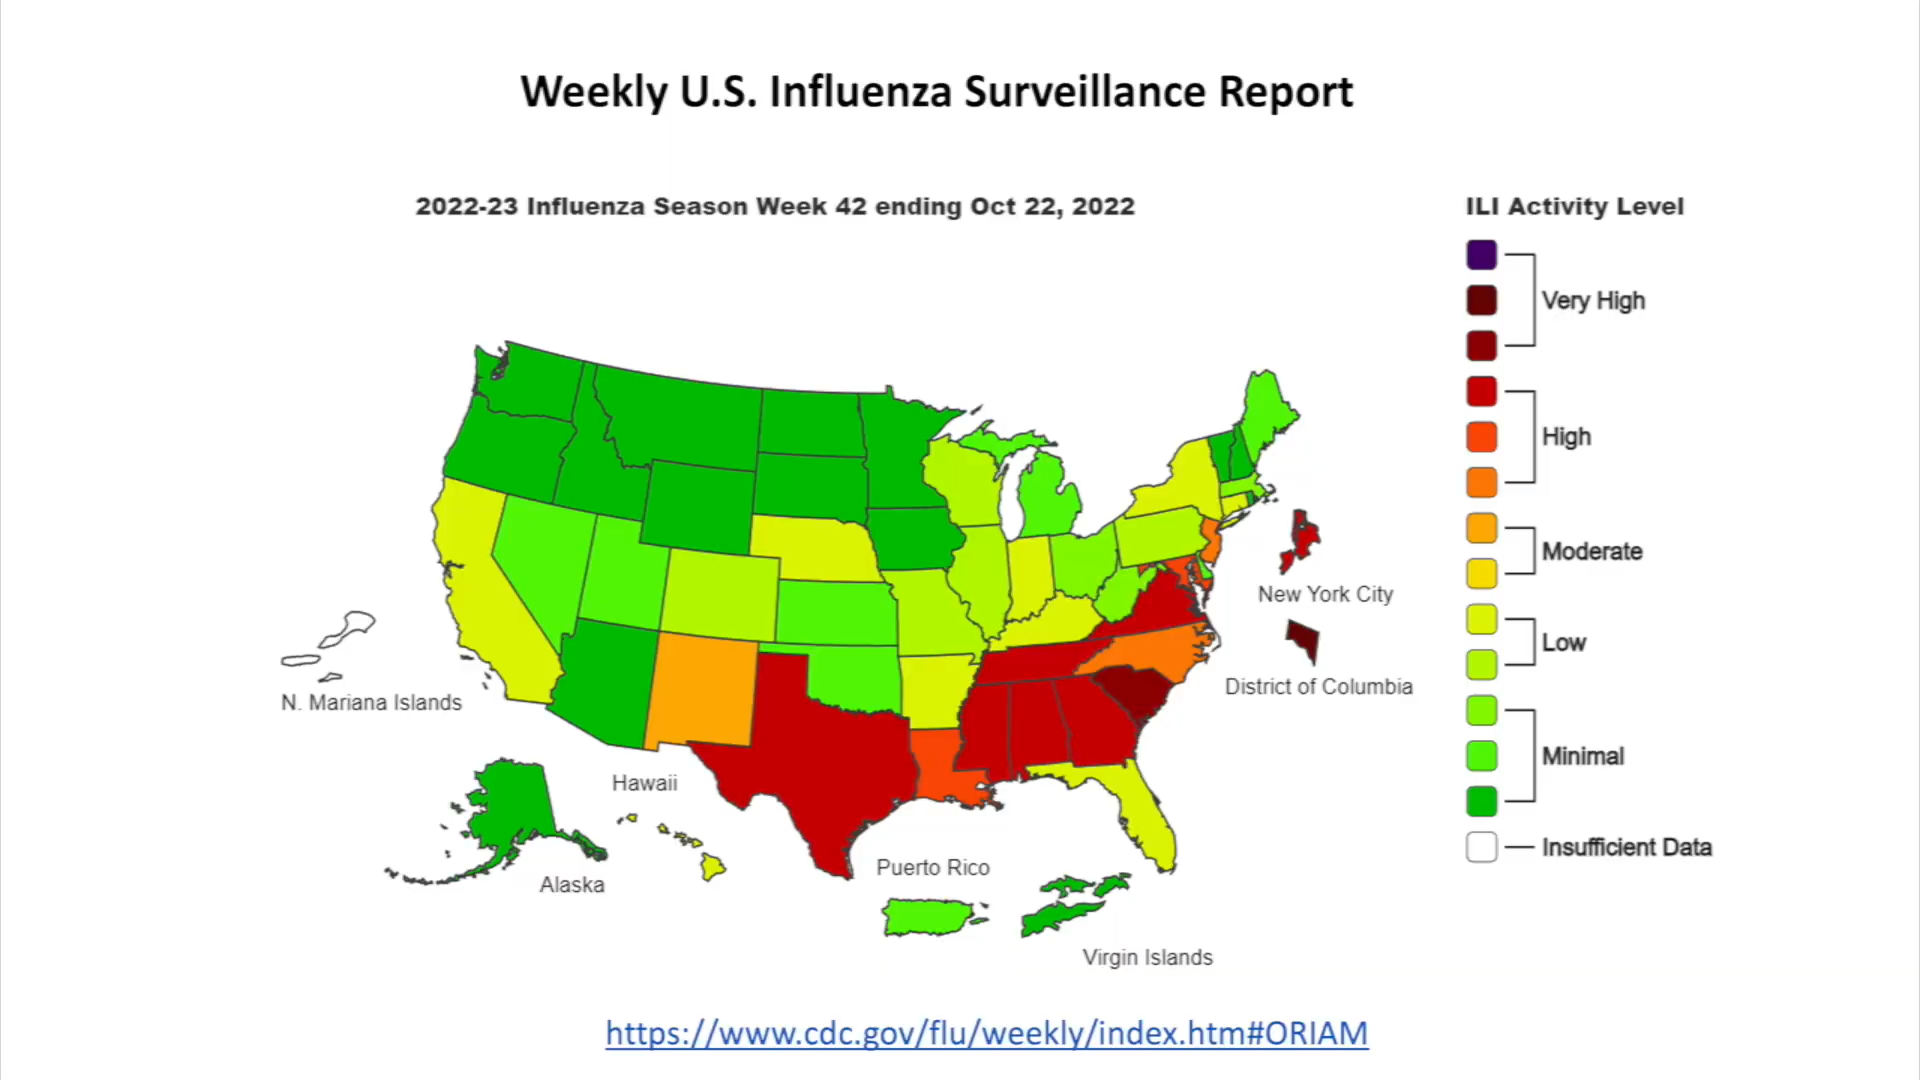 Weekly U.S. Influenza Surveillance Report
2022-23 Influenza Season Week 42 ending Oct 22, 2022
ILI Activity Level
Very High
High
Moderate
Low
Minimal
Insufficient Data
New York City
District of Columbia
N. Mariana Islands
Hawaii
Alaska
Puerto Rico
Virgin Islands
https://www.cdc.gov/flu/weekly/index.htm#ORIAM